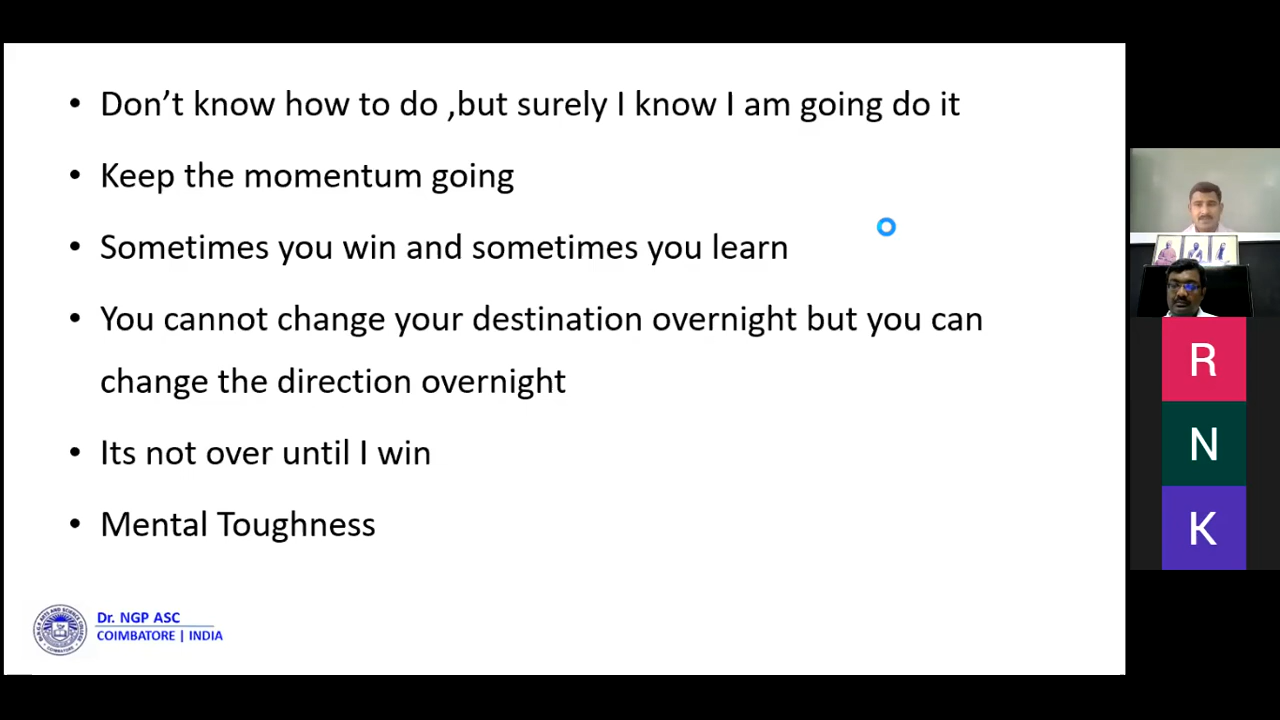 • Don’t know how to do ,but surely I know I am going do it
• Keep the momentum going
• Sometimes you win and sometimes you learn
• You cannot change your destination overnight but you can
change the direction overnight
• Its not over until I win
• Mental Toughness
Dr. NGP ASC
COIMBATORE | INDIA
R
N
K